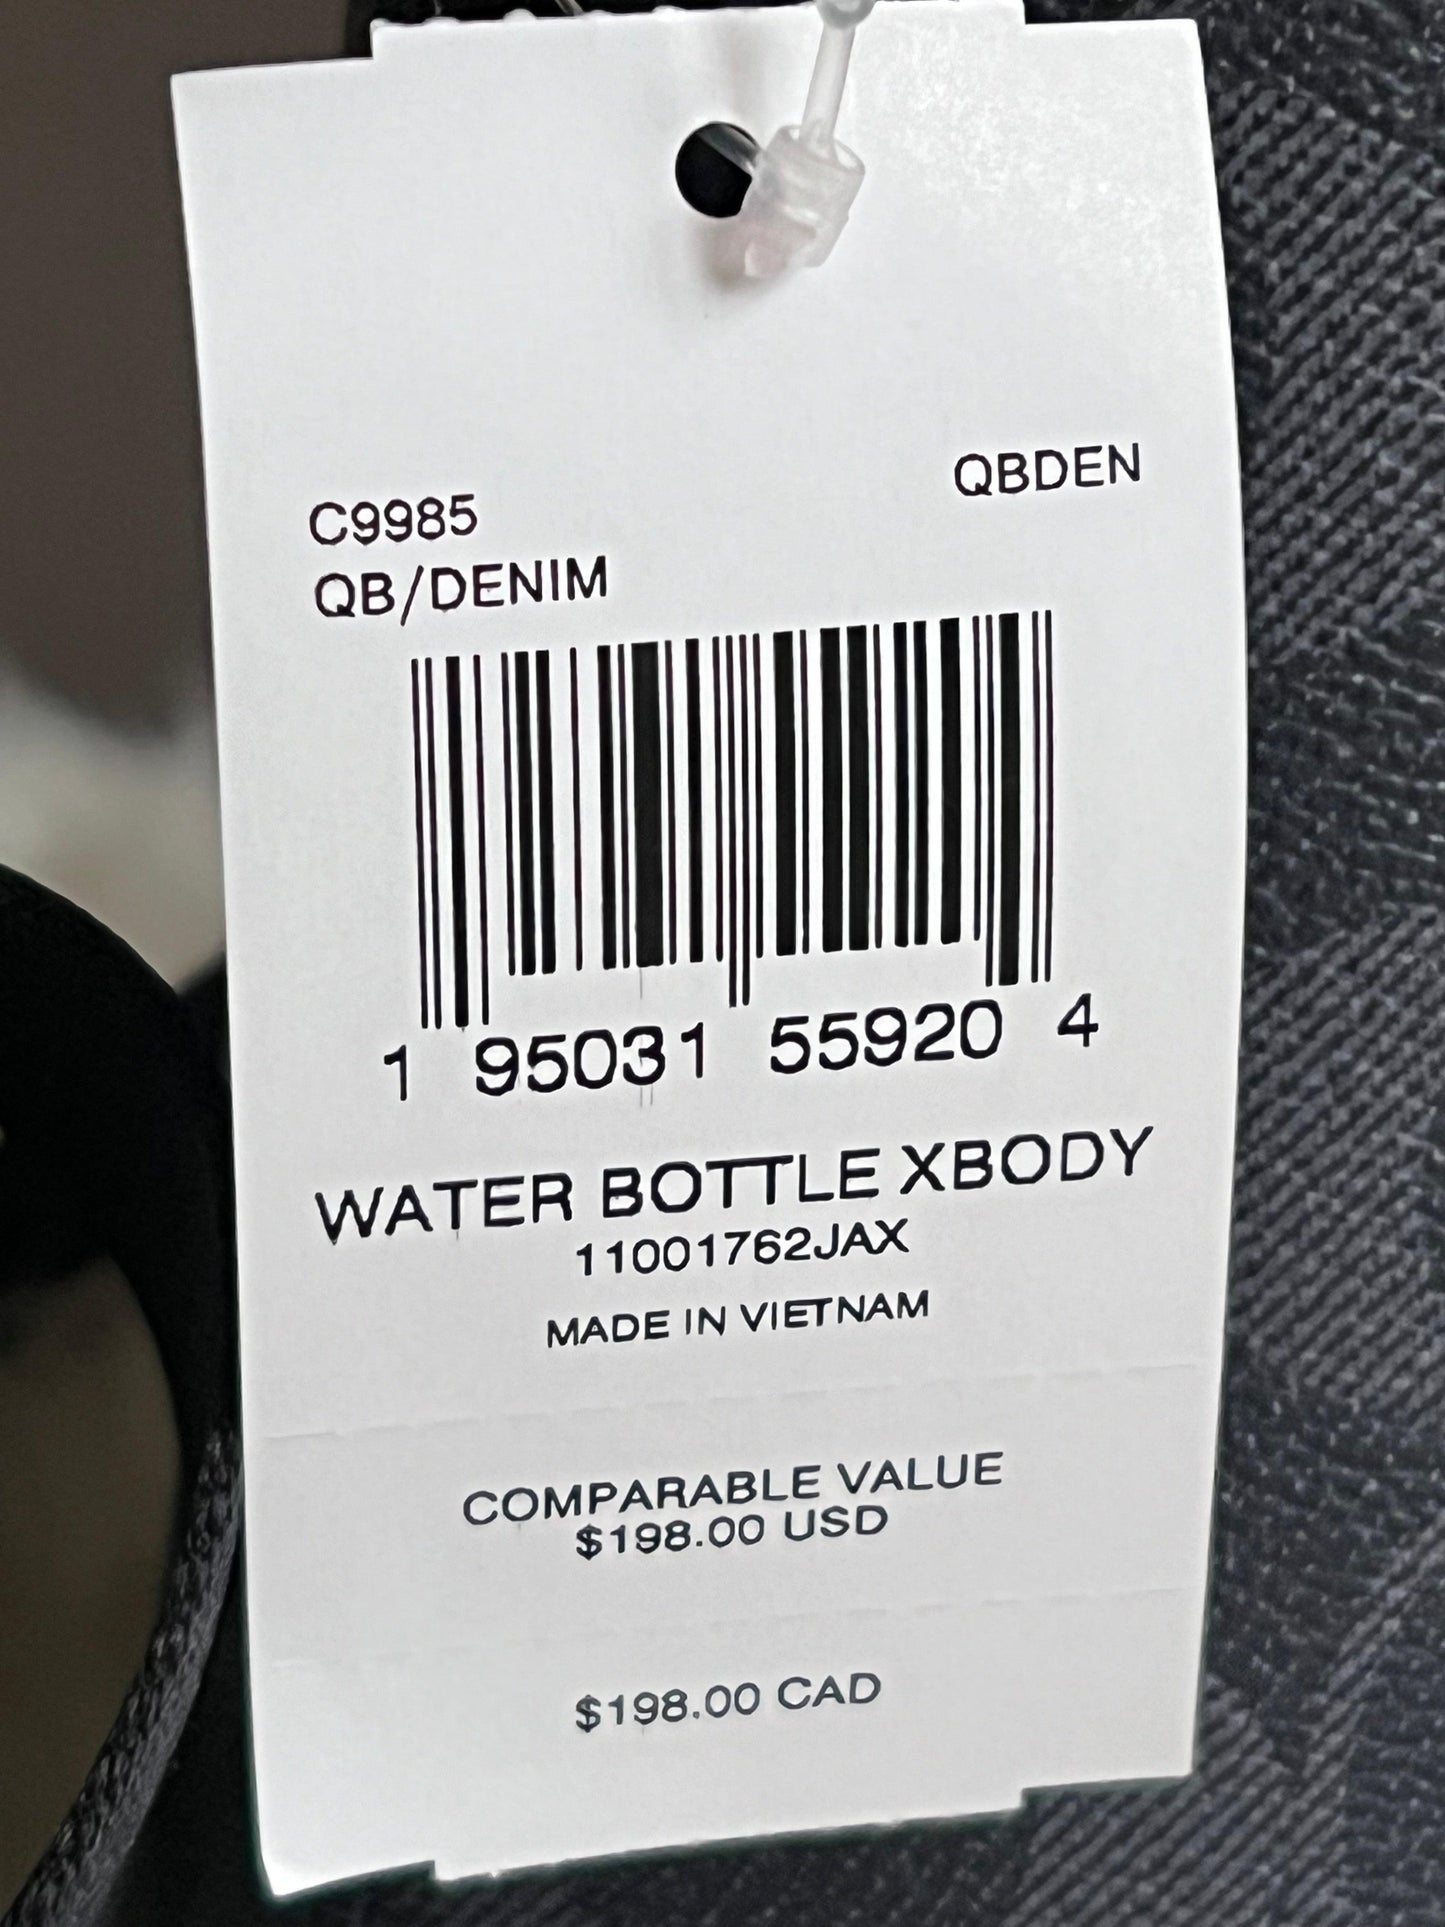 QBDEN
C9985
QB/DENIM
1 95031 55920 4
WATER BOTTLE XBODY
11001762JAX
MADE IN VIETNAM
COMPARABLE VALUE
$198.00 USD
$198.00 CAD